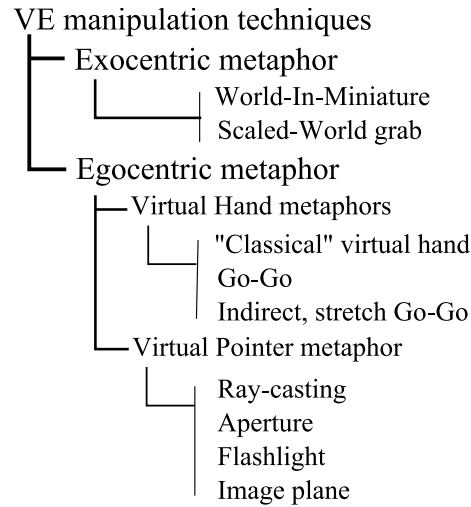 VE manipulation techniques
Exocentric metaphor
World-In-Miniature
Scaled-World grab
Egocentric metaphor
Virtual Hand metaphors
"Classical" virtual hand
Go-Go
Indirect, stretch Go-Go
Virtual Pointer metaphor
Ray-casting
Aperture
Flashlight
Image plane